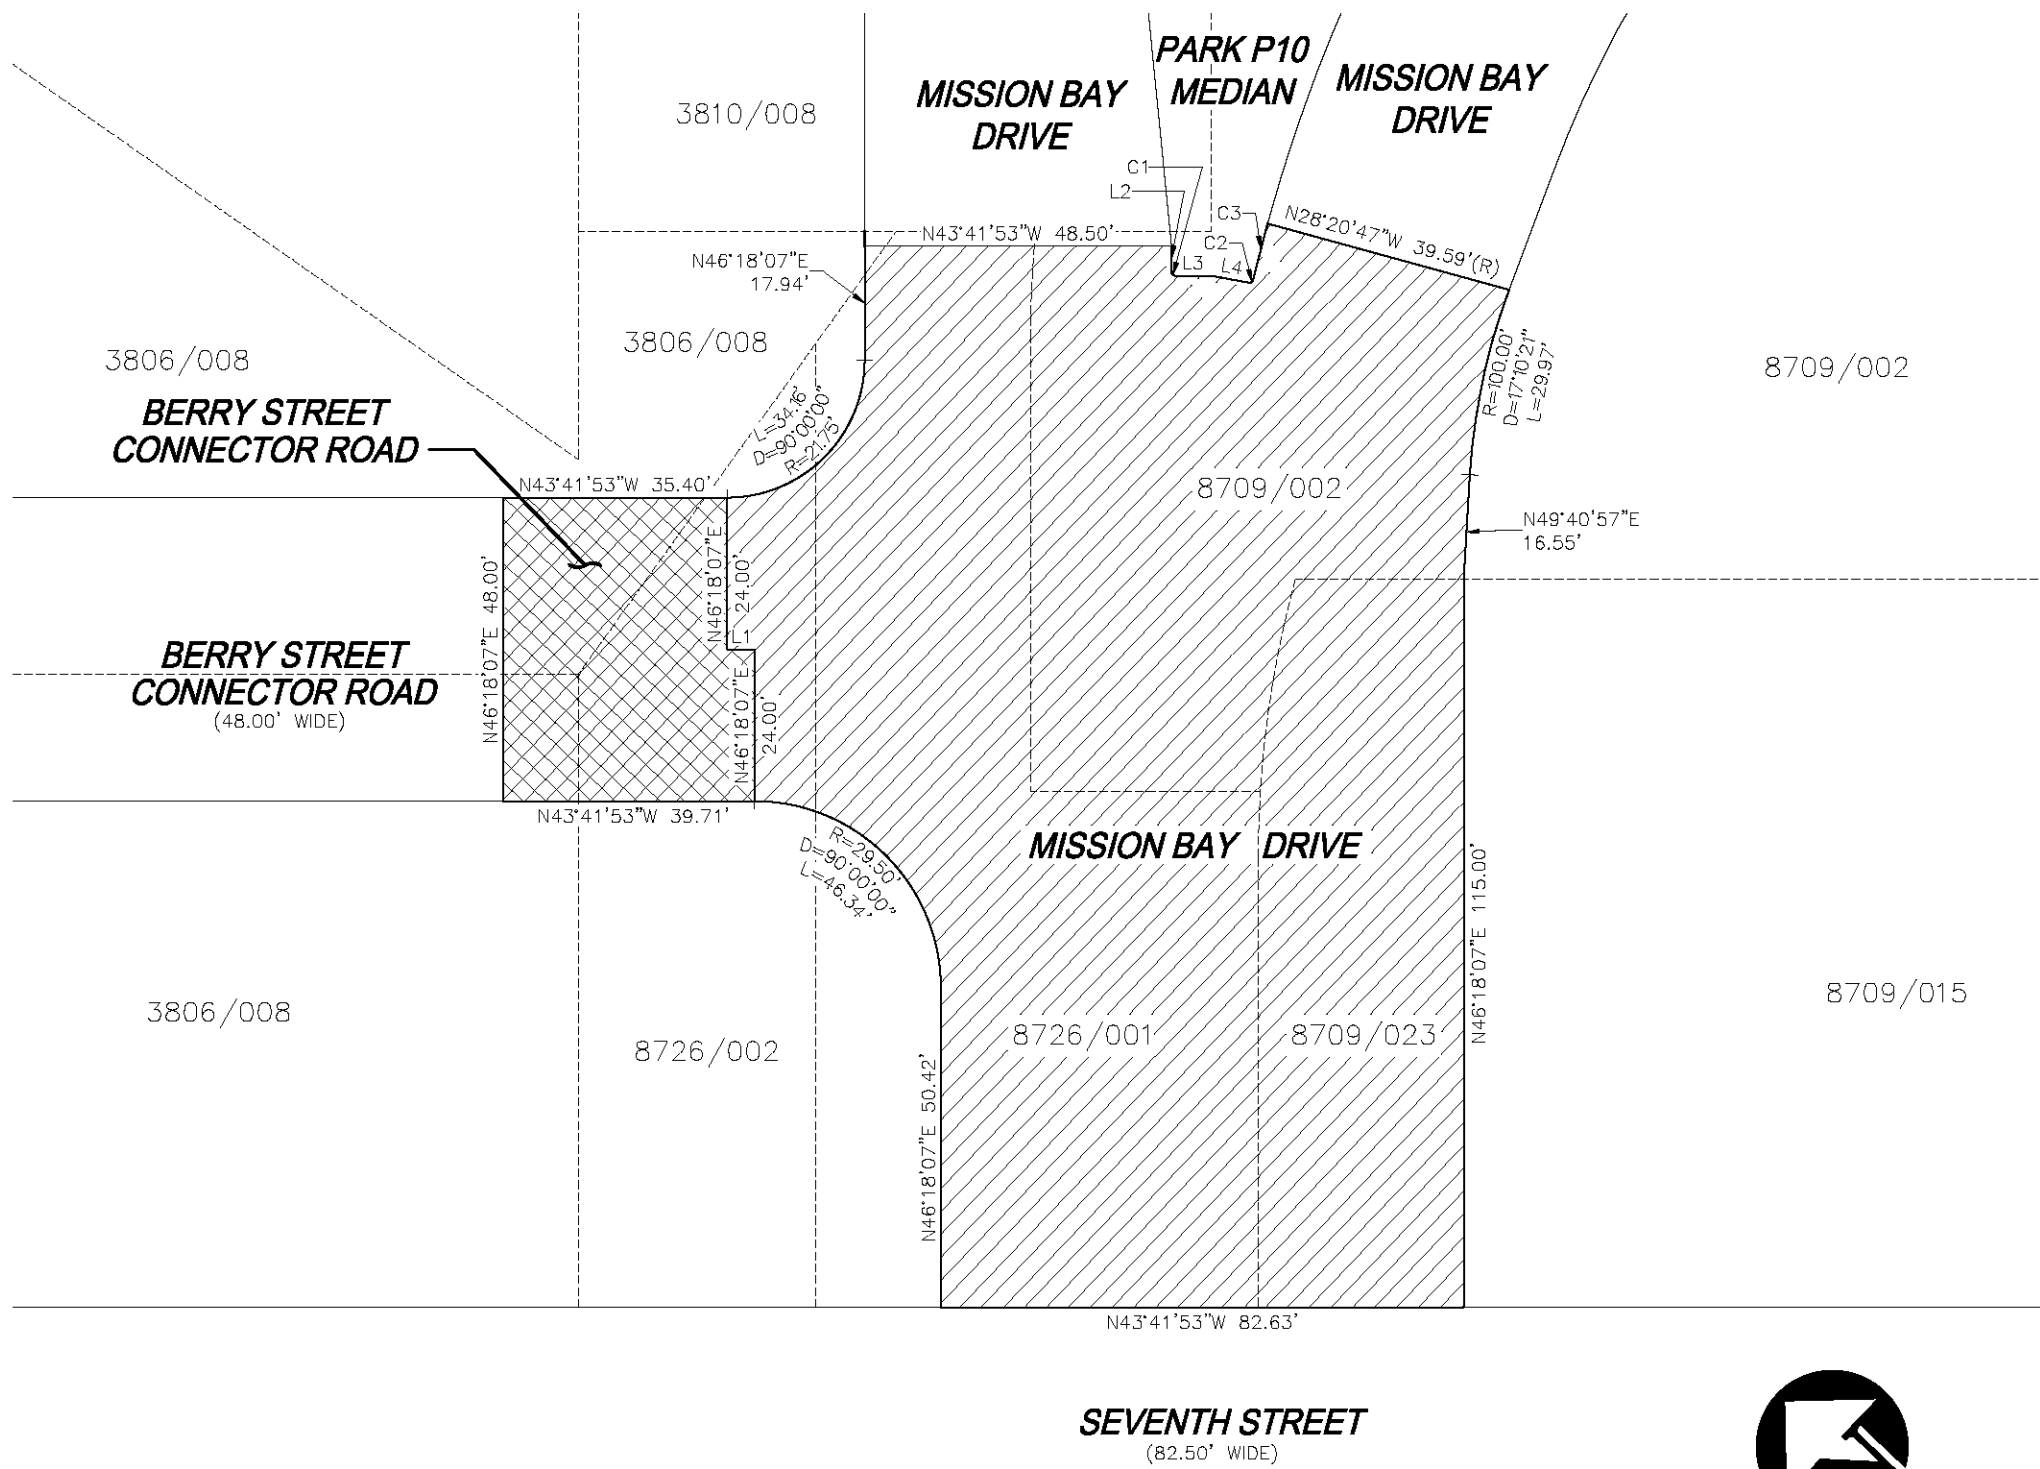 PARK P10
MEDIAN
MISSION BAY
DRIVE
MISSION BAY
DRIVE
3810/008
C1
L2
C3
C2
L3
L4
N43°41'53"W 48.50'
N28°20'47"W 39.59'(R)
N46°18'07"E
17.94'
3806/008
3806/008
8709/002
R=100.00'
D=17°10'21"
L=29.97'
BERRY STREET
CONNECTOR ROAD
L=34.16'
D=90°00'00"
R=21.75'
N43°41'53"W 35.40'
8709/002
N49°40'57"E
16.55'
N46°18'07"E
24.00'
N46°18'07"E 48.00'
L1
BERRY STREET
CONNECTOR ROAD
(48.00' WIDE)
N46°18'07"E
24.00'
N43°41'53"W 39.71'
R=29.50'
D=90°00'00"
L=46.34'
MISSION BAY DRIVE
N46°18'07"E 115.00'
3806/008
8726/002
8726/001
8709/023
8709/015
N46°18'07"E 50.42'
N43°41'53"W 82.63'
SEVENTH STREET
(82.50' WIDE)